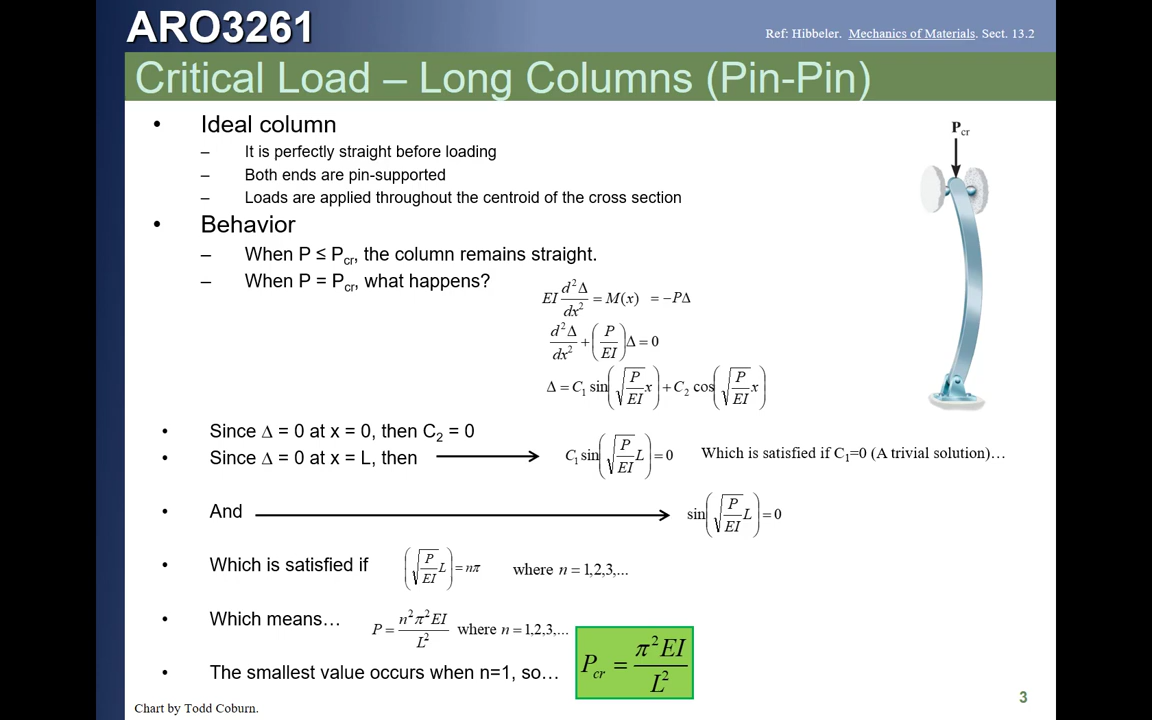 ARO3261
Ref: Hibbeler. Mechanics of Materials. Sect. 13.2
Critical Load – Long Columns (Pin-Pin)
• Ideal column
– It is perfectly straight before loading
– Both ends are pin-supported
– Loads are applied throughout the centroid of the cross section
P_cr
• Behavior
– When P ≤ P_cr, the column remains straight.
– When P = P_cr, what happens?
EI d²Δ/dx² = M(x) = −PΔ
d²Δ/dx² + (P/EI)Δ = 0
Δ = C₁ sin(√(P/EI) x) + C₂ cos(√(P/EI) x)
• Since Δ = 0 at x = 0, then C₂ = 0
• Since Δ = 0 at x = L, then C₁ sin(√(P/EI) L) = 0 Which is satisfied if C₁=0 (A trivial solution)…
• And sin(√(P/EI) L) = 0
• Which is satisfied if (√(P/EI) L) = nπ where n = 1,2,3,...
• Which means… P = n²π²EI/L² where n = 1,2,3,...
• The smallest value occurs when n=1, so… P_cr = π²EI/L²
3
Chart by Todd Coburn.